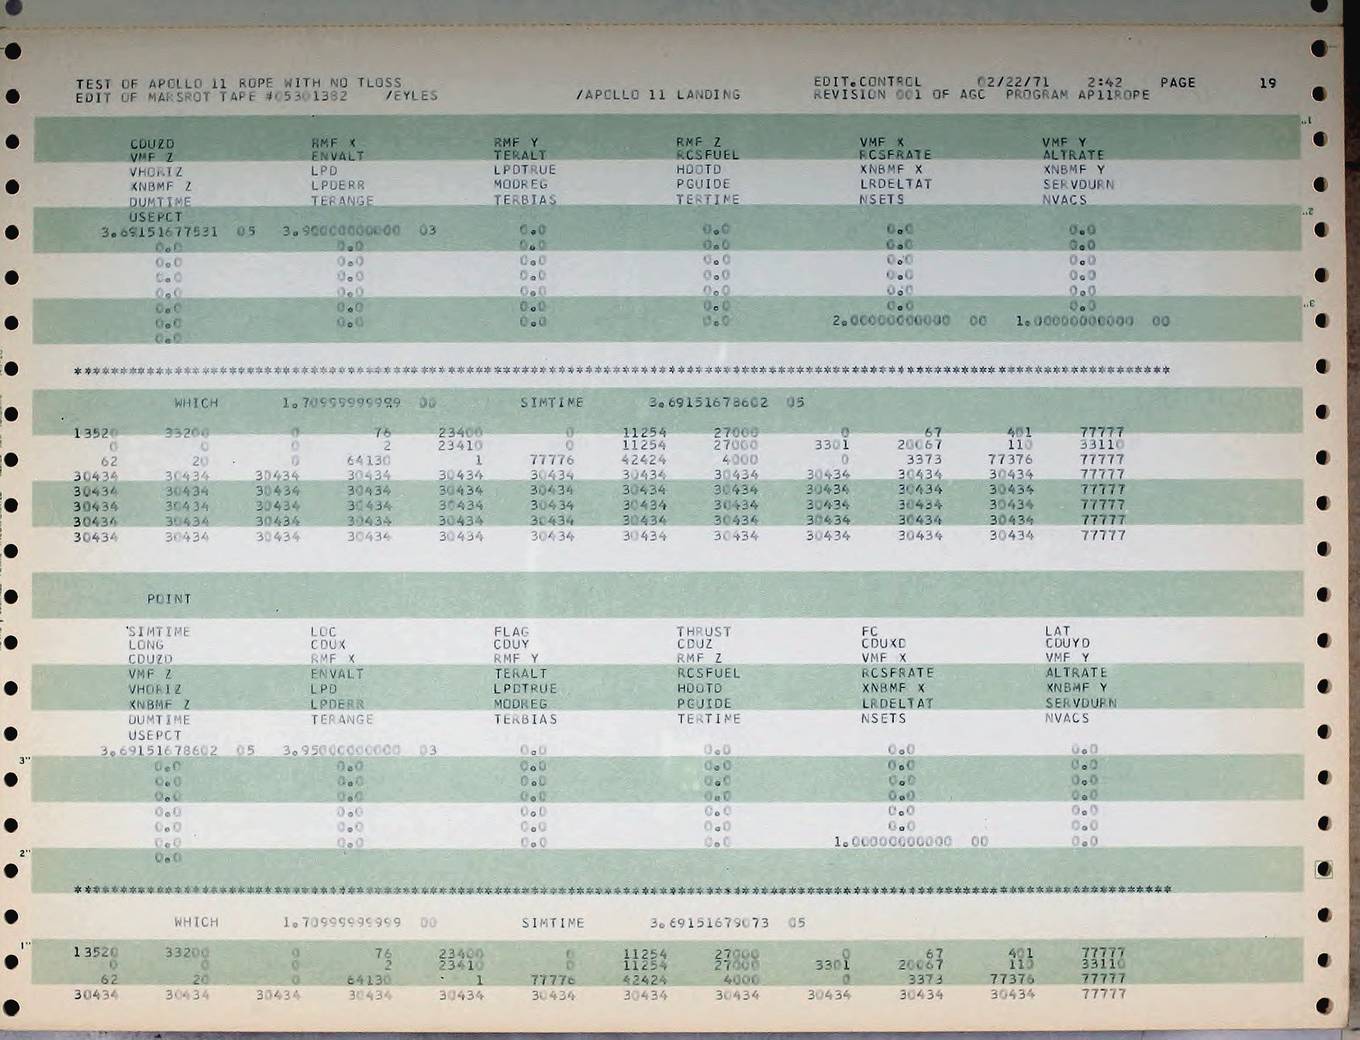 TEST OF APOLLO 11 ROPE WITH NO TLOSS EDIT.CONTROL 02/22/71 2:42 PAGE 19
EDIT OF MARSROT TAPE #05301382 /EYLES /APOLLO 11 LANDING REVISION 001 OF AGC PROGRAM AP11ROPE
CDUZD RMF X RMF Y RMF Z VMF X VMF Y
VMF Z ENVALT TERALT RCSFUEL RCSFRATE ALTRATE
VHORIZ LPD LPDTRUE HDOTD XNBMF X XNBMF Y
XNBMF Z LPDERR MODREG PGUIDE LRDELTAT SERVDURN
DUMTIME TERANGE TERBIAS TERTIME NSETS NVACS
USEPCT
3.69151677531 05 3.90000000000 03 0.0 0.0 0.0 0.0
0.0 0.0 0.0 0.0 0.0 0.0
0.0 0.0 0.0 0.0 0.0 0.0
0.0 0.0 0.0 0.0 0.0 0.0
0.0 0.0 0.0 0.0 0.0 0.0
0.0 0.0 0.0 0.0 0.0 0.0
0.0 0.0 0.0 0.0 2.00000000000 00 1.00000000000 00
0.0
************************************************************************************************************************
WHICH 1.70999999999 00 SIMTIME 3.69151678602 05
13520 33200 0 76 23400 0 11254 27000 0 67 401 77777
0 0 0 2 23410 0 11254 27000 3301 20067 110 33110
62 20 0 64130 1 77776 42424 4000 0 3373 77376 77777
30434 30434 30434 30434 30434 30434 30434 30434 30434 30434 30434 77777
30434 30434 30434 30434 30434 30434 30434 30434 30434 30434 30434 77777
30434 30434 30434 30434 30434 30434 30434 30434 30434 30434 30434 77777
30434 30434 30434 30434 30434 30434 30434 30434 30434 30434 30434 77777
30434 30434 30434 30434 30434 30434 30434 30434 30434 30434 30434 77777
POINT
SIMTIME LOC FLAG THRUST FC LAT
LONG CDUX CDUY CDUZ CDUXD CDUYD
CDUZD RMF X RMF Y RMF Z VMF X VMF Y
VMF Z ENVALT TERALT RCSFUEL RCSFRATE ALTRATE
VHORIZ LPD LPDTRUE HDOTD XNBMF X XNBMF Y
XNBMF Z LPDERR MODREG PGUIDE LRDELTAT SERVDURN
DUMTIME TERANGE TERBIAS TERTIME NSETS NVACS
USEPCT
3.69151678602 05 3.95000000000 03 0.0 0.0 0.0 0.0
0.0 0.0 0.0 0.0 0.0 0.0
0.0 0.0 0.0 0.0 0.0 0.0
0.0 0.0 0.0 0.0 0.0 0.0
0.0 0.0 0.0 0.0 0.0 0.0
0.0 0.0 0.0 0.0 0.0 0.0
0.0 0.0 0.0 0.0 1.00000000000 00 0.0
0.0
************************************************************************************************************************
WHICH 1.70999999999 00 SIMTIME 3.69151679073 05
13520 33200 0 76 23400 0 11254 27000 0 67 401 77777
0 0 0 2 23410 0 11254 27000 3301 20067 110 33110
62 20 0 64130 1 77776 42424 4000 0 3373 77376 77777
30434 30434 30434 30434 30434 30434 30434 30434 30434 30434 30434 77777
1"
2"
3"
3"
2"
1"